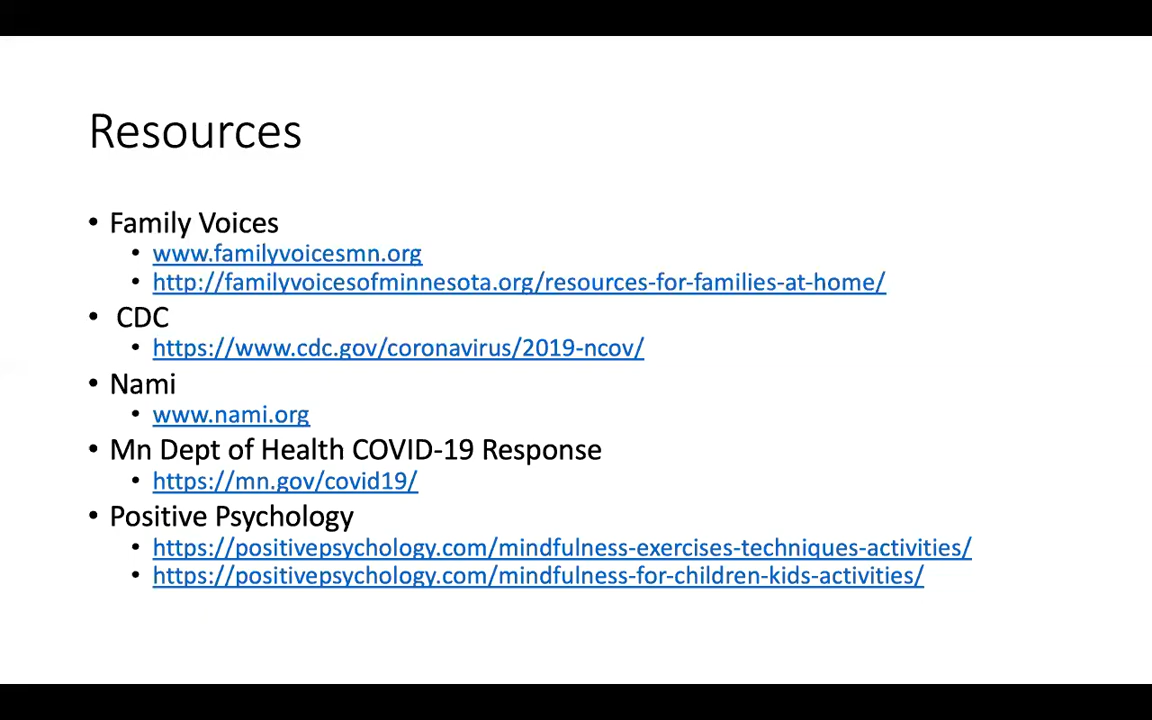 Resources
• Family Voices
• www.familyvoicesmn.org
• http://familyvoicesofminnesota.org/resources-for-families-at-home/
• CDC
• https://www.cdc.gov/coronavirus/2019-ncov/
• Nami
• www.nami.org
• Mn Dept of Health COVID-19 Response
• https://mn.gov/covid19/
• Positive Psychology
• https://positivepsychology.com/mindfulness-exercises-techniques-activities/
• https://positivepsychology.com/mindfulness-for-children-kids-activities/